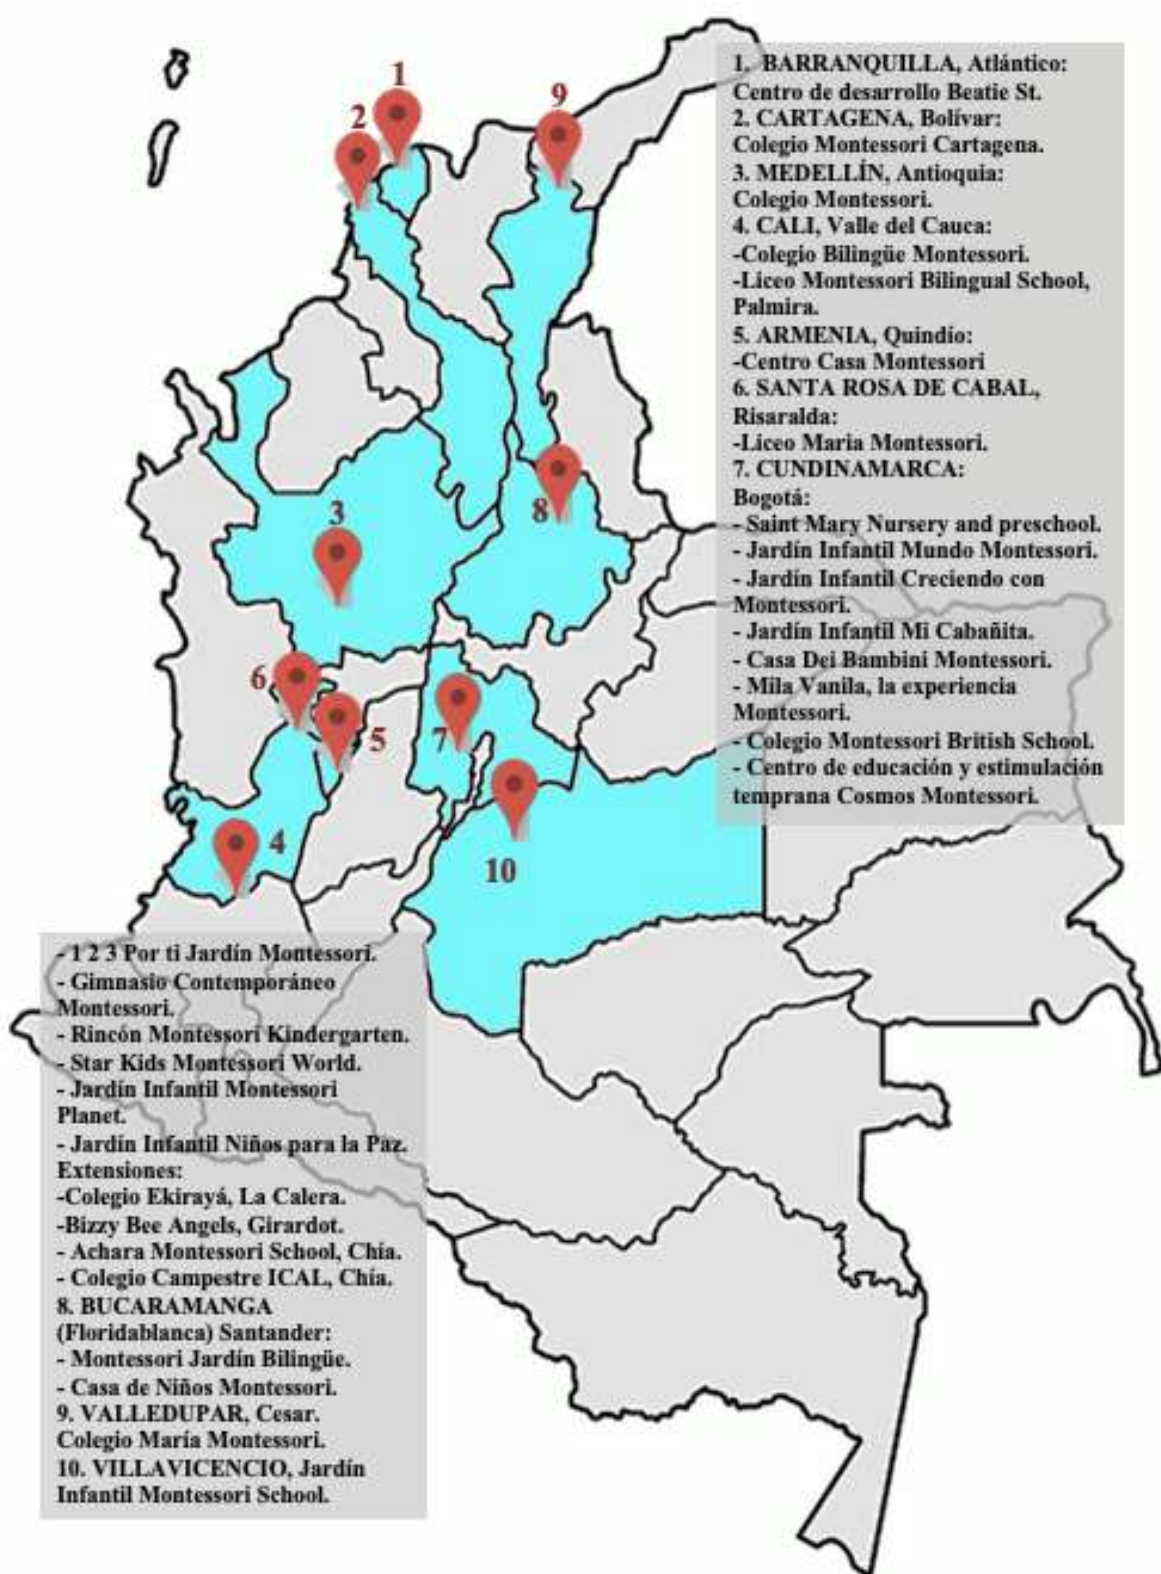 1
2
9
3
8
6
5
7
4
10
1. BARRANQUILLA, Atlántico:
Centro de desarrollo Beatie St.
2. CARTAGENA, Bolívar:
Colegio Montessori Cartagena.
3. MEDELLÍN, Antioquia:
Colegio Montessori.
4. CALI, Valle del Cauca:
-Colegio Bilingüe Montessori.
-Liceo Montessori Bilingual School,
Palmira.
5. ARMENIA, Quindío:
-Centro Casa Montessori
6. SANTA ROSA DE CABAL,
Risaralda:
-Liceo Maria Montessori.
7. CUNDINAMARCA:
Bogotá:
- Saint Mary Nursery and preschool.
- Jardín Infantil Mundo Montessori.
- Jardín Infantil Creciendo con
Montessori.
- Jardín Infantil Mi Cabañita.
- Casa Dei Bambini Montessori.
- Mila Vanila, la experiencia
Montessori.
- Colegio Montessori British School.
- Centro de educación y estimulación
temprana Cosmos Montessori.
- 1 2 3 Por ti Jardín Montessori.
- Gimnasio Contemporáneo
Montessori.
- Rincón Montessori Kindergarten.
- Star Kids Montessori World.
- Jardín Infantil Montessori
Planet.
- Jardín Infantil Niños para la Paz.
Extensiones:
-Colegio Ekirayá, La Calera.
-Bizzy Bee Angels, Girardot.
- Achara Montessori School, Chía.
- Colegio Campestre ICAL, Chía.
8. BUCARAMANGA
(Floridablanca) Santander:
- Montessori Jardín Bilingüe.
- Casa de Niños Montessori.
9. VALLEDUPAR, Cesar.
Colegio María Montessori.
10. VILLAVICENCIO, Jardín
Infantil Montessori School.